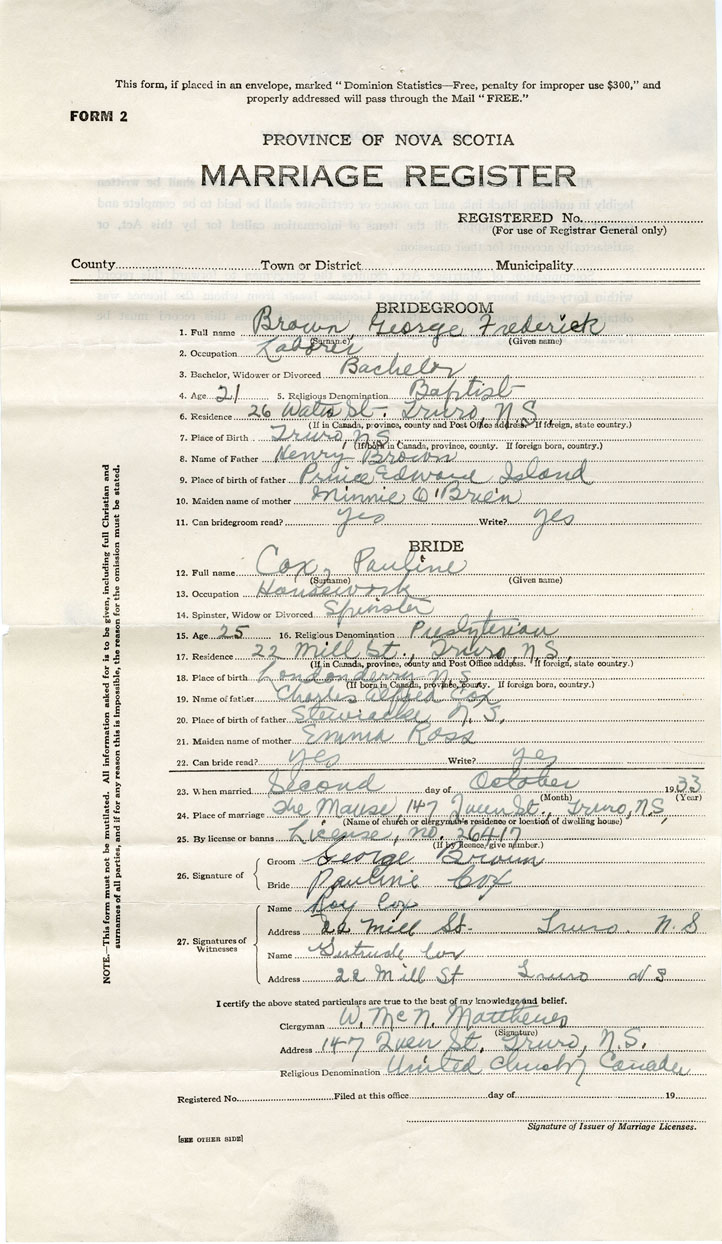 This form, if placed in an envelope, marked "Dominion Statistics—Free, penalty for improper use $300," and
properly addressed will pass through the Mail "FREE."
FORM 2
PROVINCE OF NOVA SCOTIA
MARRIAGE REGISTER
REGISTERED No.
(For use of Registrar General only)
County Town or District Municipality
BRIDEGROOM
1. Full name Brown, George Frederick
(Surname) (Given name)
2. Occupation Laborer
3. Bachelor, Widower or Divorced Bachelor
4. Age 21 5. Religious Denomination Baptist
6. Residence 26 Water St. Truro, N.S.
(If in Canada, province, county and Post Office address. If foreign, state country.)
7. Place of Birth Truro, N.S.
(If born in Canada, province, county. If foreign born, country.)
8. Name of Father Henry Brown
9. Place of birth of father Prince Edward Island
10. Maiden name of mother Minnie O'Brien
11. Can bridegroom read? Yes Write? Yes
BRIDE
12. Full name Cox, Pauline
(Surname) (Given name)
13. Occupation Housework
14. Spinster, Widow or Divorced Spinster
15. Age 25 16. Religious Denomination Presbyterian
17. Residence 22 Mill St., Truro, N.S.
(If in Canada, province, county and Post Office address. If foreign, state country.)
18. Place of birth Londonderry N.S.
(If born in Canada, province, county. If foreign born, country.)
19. Name of father Charles Alfred Cox
20. Place of birth of father Stewiacke N.S.
21. Maiden name of mother Emma Ross
22. Can bride read? Yes Write? Yes
23. When married Second day of October 1933
(Month) (Year)
24. Place of marriage The Manse, 147 Queen St., Truro, N.S.
(Name of church or clergyman's residence or location of dwelling house)
25. By license or banns License, no. 36417
(If by licence, give number.)
26. Signature of Groom George Brown
Bride Pauline Cox
27. Signatures of Witnesses
Name Roy Cox
Address 22 Mill St. Truro. N.S
Name Gertrude Cox
Address 22 Mill St Truro N S
I certify the above stated particulars are true to the best of my knowledge and belief.
Clergyman W. McN. Matthews
(Signature)
Address 147 Queen St., Truro, N.S.
Religious Denomination United Church Canada
Registered No. Filed at this office day of 19
Signature of Issuer of Marriage Licenses.
[SEE OTHER SIDE]
NOTE.—This form must not be mutilated. All information asked for is to be given, including full Christian and
surnames of all parties, and if for any reason this is impossible, the reason for the omission must be stated.